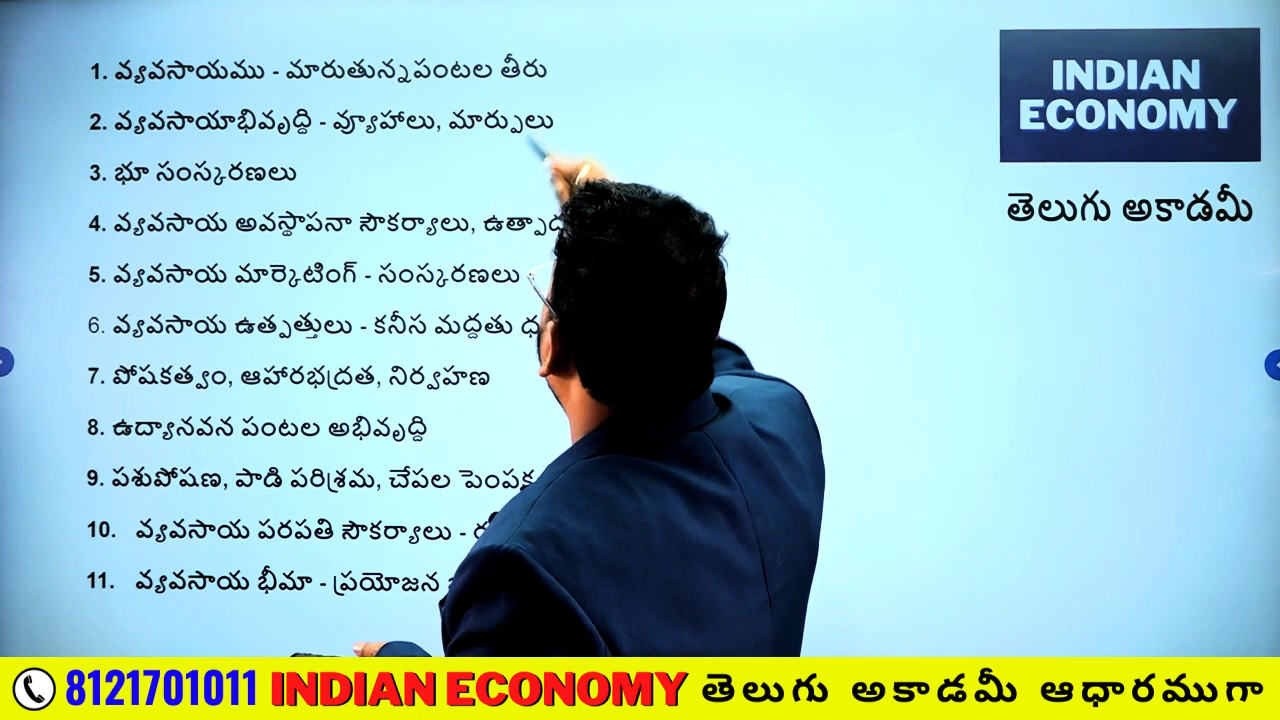 1. వ్యవసాయము - మారుతున్న పంటల తీరు
2. వ్యవసాయాభివృద్ధి - వ్యూహాలు, మార్పులు
3. భూ సంస్కరణలు
4. వ్యవసాయ అవస్థాపనా సౌకర్యాలు,
5. వ్యవసాయ మార్కెటింగ్ - సంస్కరణలు
6. వ్యవసాయ ఉత్పత్తులు - కనీస మద్దతు
7. పోషకత్వం, ఆహారభద్రత, నిర్వహణ
8. ఉద్యానవన పంటల అభివృద్ధి
9. పశుపోషణ, పాడి పరిశ్రమ, చేపల
10. వ్యవసాయ పరపతి సౌకర్యాలు -
11. వ్యవసాయ భీమా - ప్రయోజన
INDIAN
ECONOMY
తెలుగు అకాడమీ
8121701011 INDIAN ECONOMY తెలుగు అకాడమీ ఆధారముగా